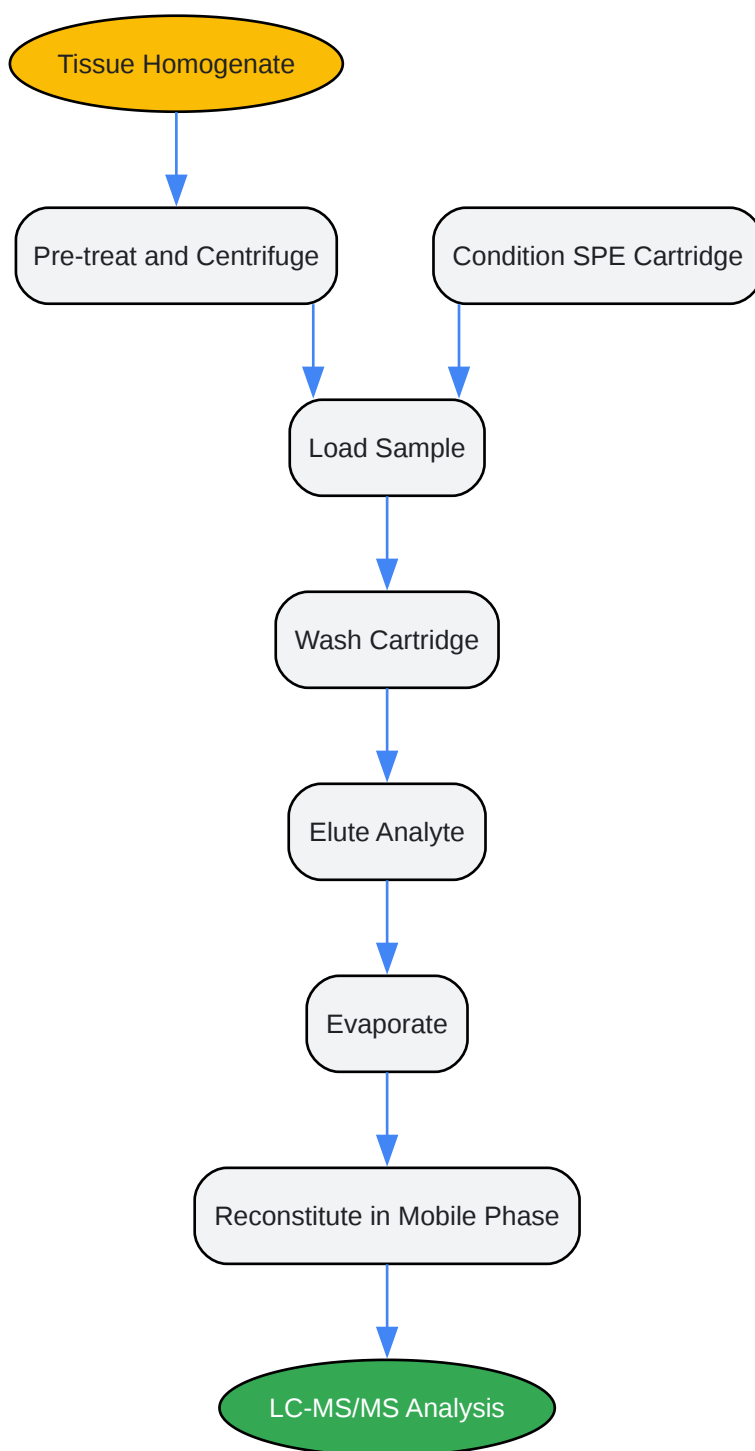 Tissue Homogenate
Pre-treat and Centrifuge
Condition SPE Cartridge
Load Sample
Wash Cartridge
Elute Analyte
Evaporate
Reconstitute in Mobile Phase
LC-MS/MS Analysis